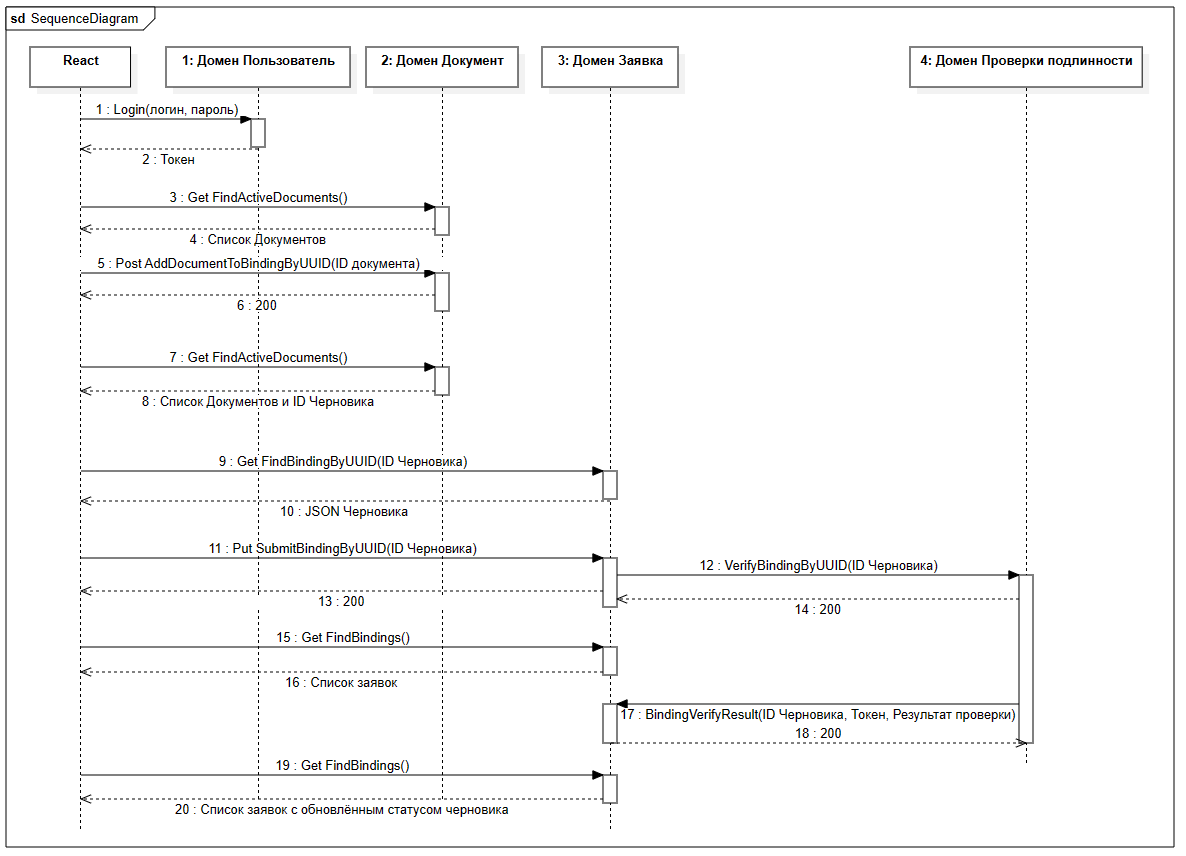 sd SequenceDiagram
React
1: Домен Пользователь
2: Домен Документ
3: Домен Заявка
4: Домен Проверки подлинности
1 : Login(логин, пароль)
2 : Токен
3 : Get FindActiveDocuments()
4 : Список Документов
5 : Post AddDocumentToBindingByUUID(ID документа)
6 : 200
7 : Get FindActiveDocuments()
8 : Список Документов и ID Черновика
9 : Get FindBindingByUUID(ID Черновика)
10 : JSON Черновика
11 : Put SubmitBindingByUUID(ID Черновика)
12 : VerifyBindingByUUID(ID Черновика)
13 : 200
14 : 200
15 : Get FindBindings()
16 : Список заявок
17 : BindingVerifyResult(ID Черновика, Токен, Результат проверки)
18 : 200
19 : Get FindBindings()
20 : Список заявок с обновлённым статусом черновика